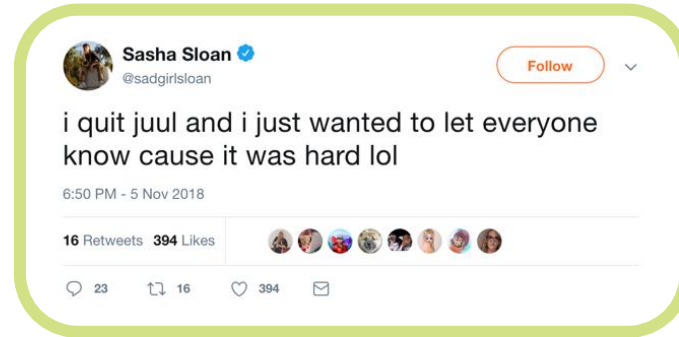 Sasha Sloan
@sadgirlsloan
Follow
i quit juul and i just wanted to let everyone
know cause it was hard lol
6:50 PM - 5 Nov 2018
16 Retweets 394 Likes
23 16 394